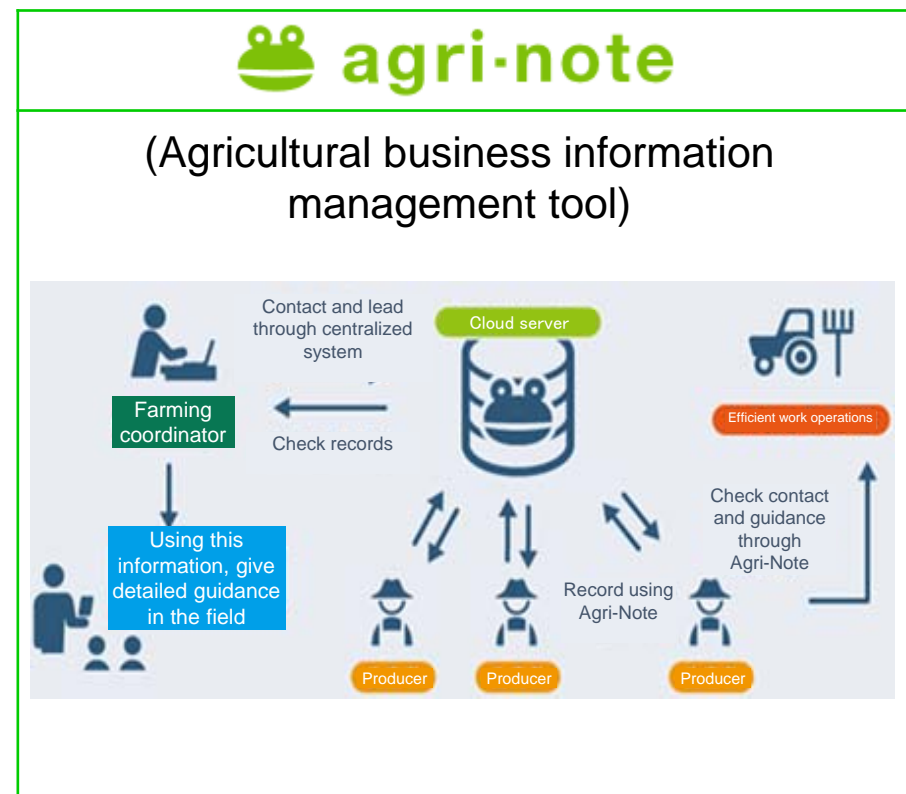 agri-note
(Agricultural business information
management tool)
Contact and lead
through centralized
system
Cloud server
Farming
coordinator
Check records
Efficient work operations
Using this
information, give
detailed guidance
in the field
Check contact
and guidance
through
Agri-Note
Record using
Agri-Note
Producer
Producer
Producer